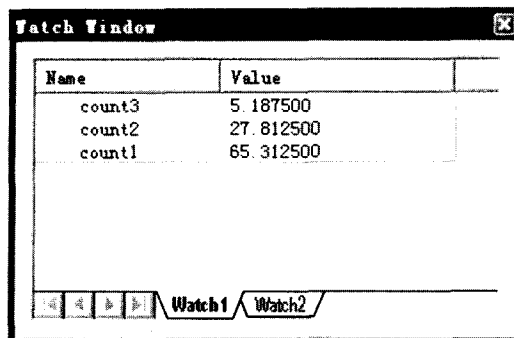 Watch Window
Name Value
count3 5.187500
count2 27.812500
count1 65.312500
Watch1 Watch2